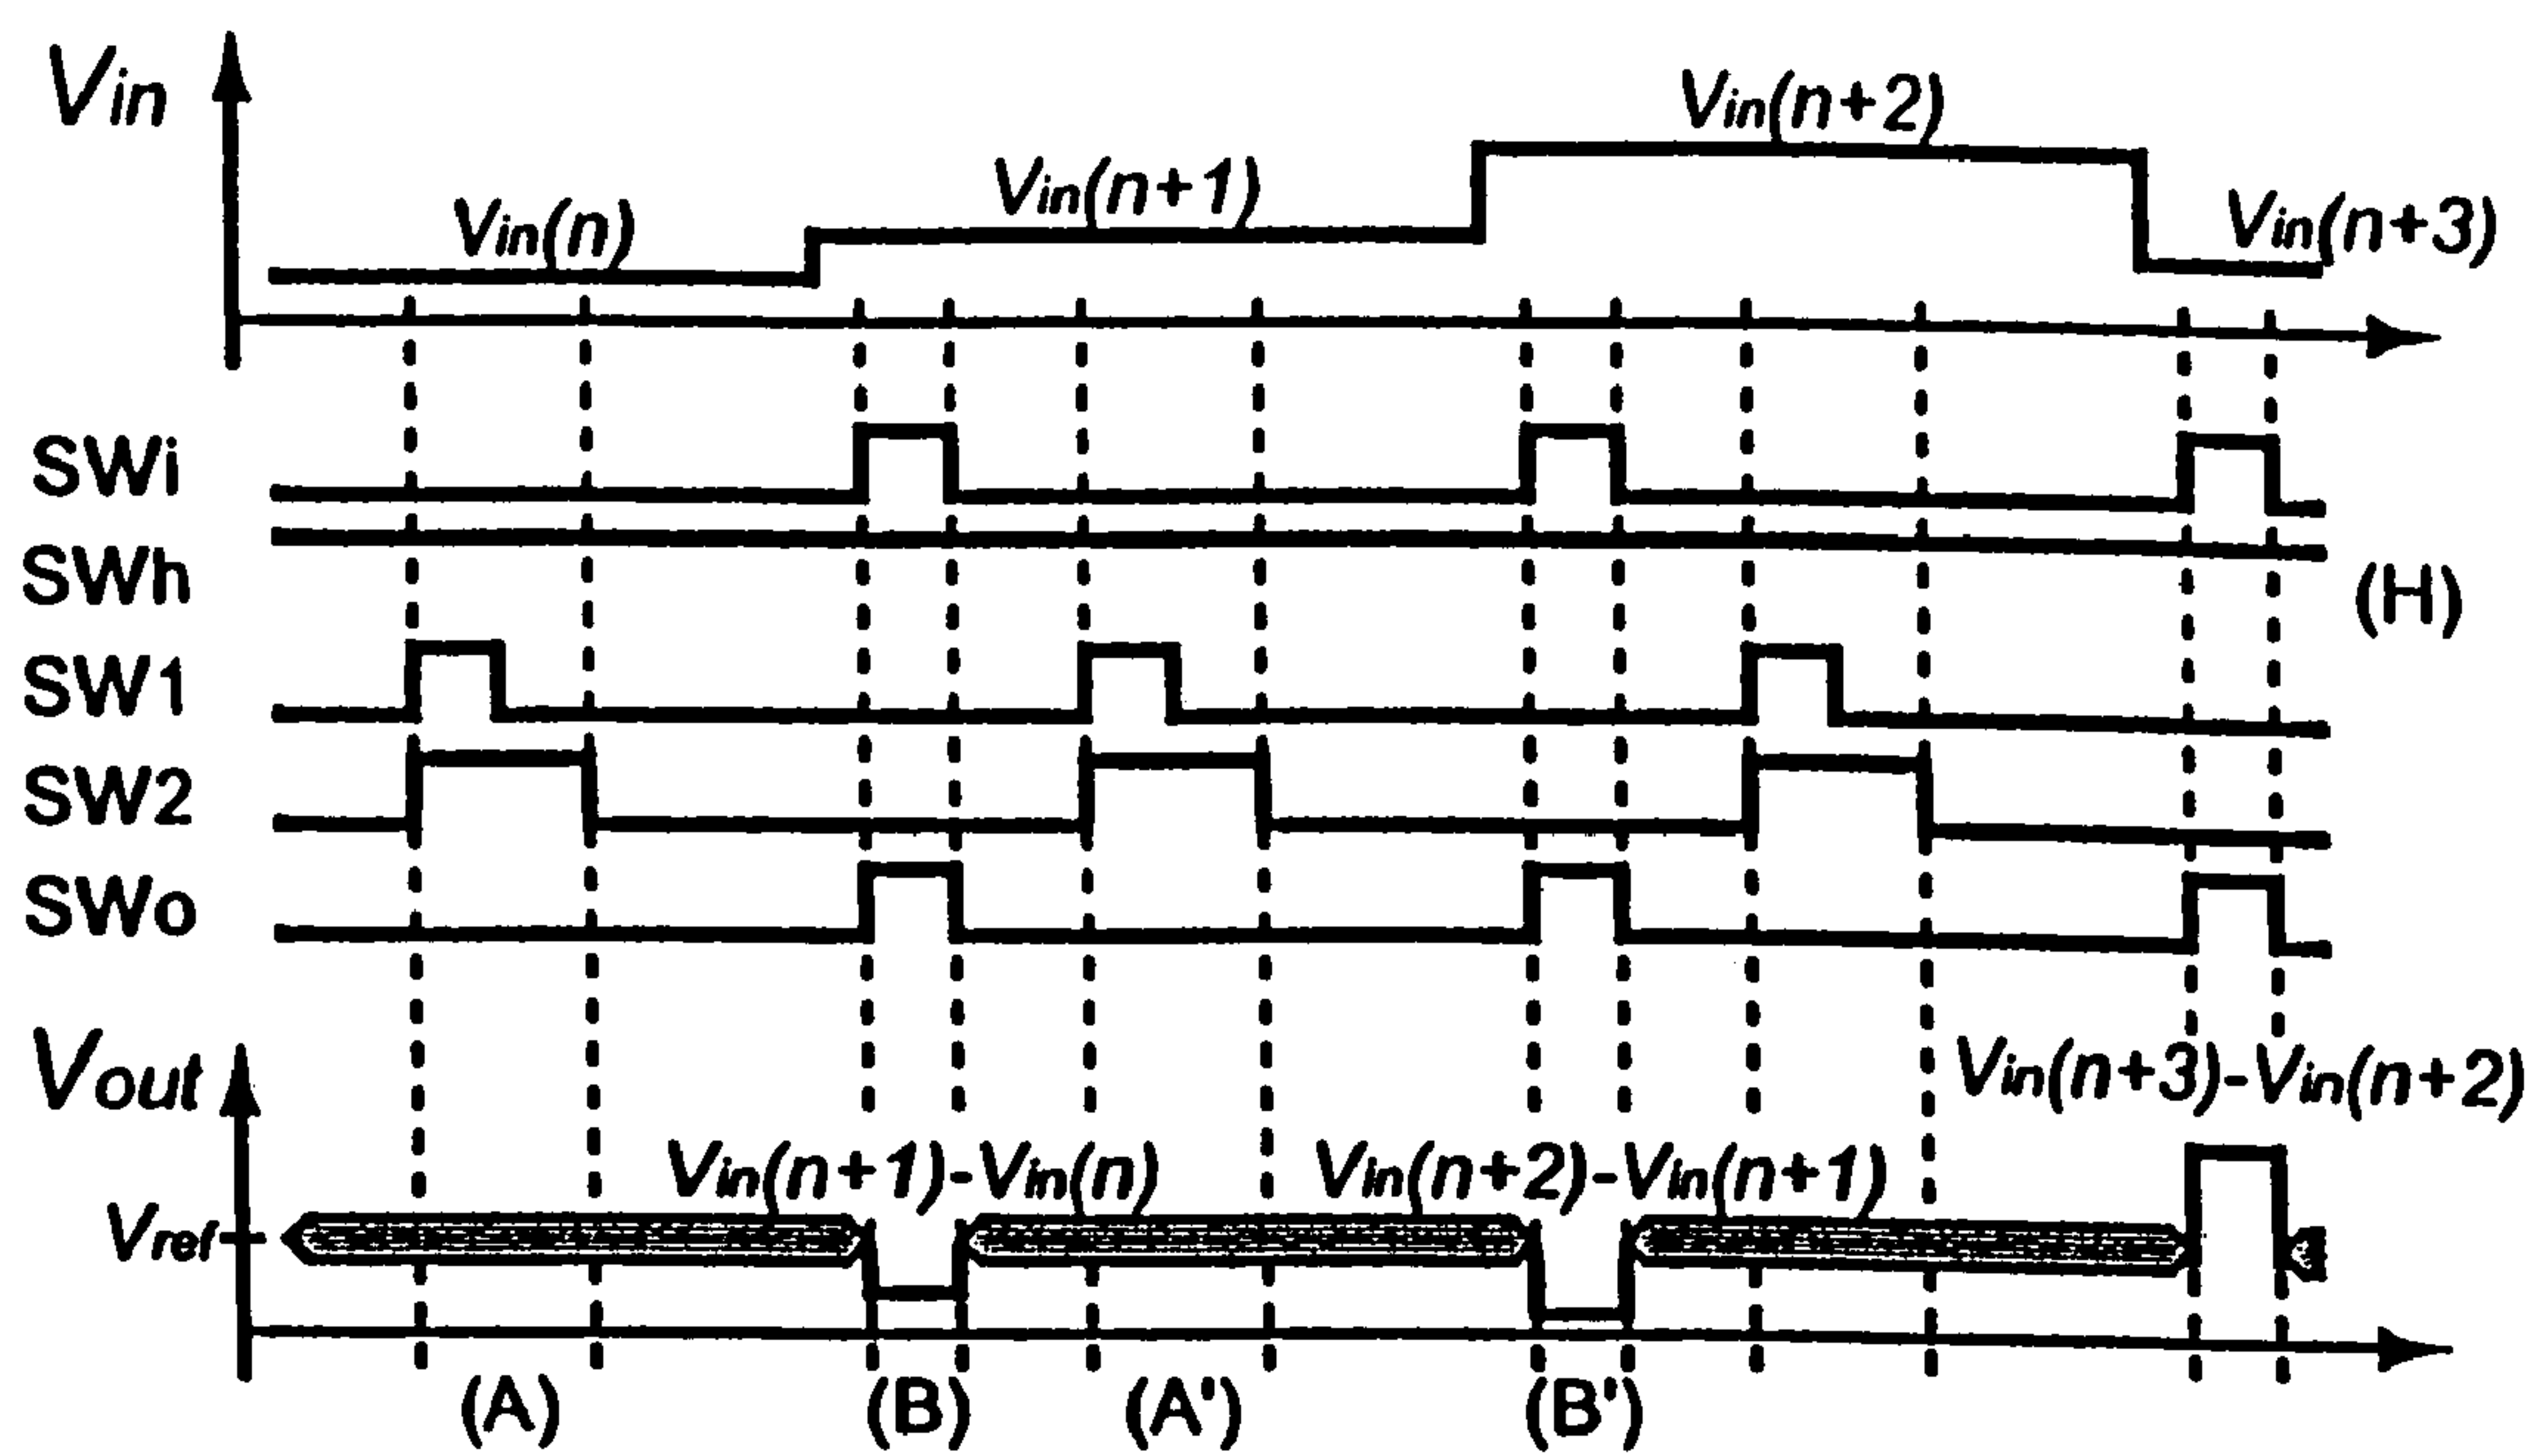 Vin
Vin(n)
Vin(n+1)
Vin(n+2)
Vin(n+3)
SWi
SWh
(H)
SW1
SW2
SWo
Vout
Vin(n+3)-Vin(n+2)
Vin(n+1)-Vin(n)
Vin(n+2)-Vin(n+1)
Vref
(A)
(B)
(A')
(B')